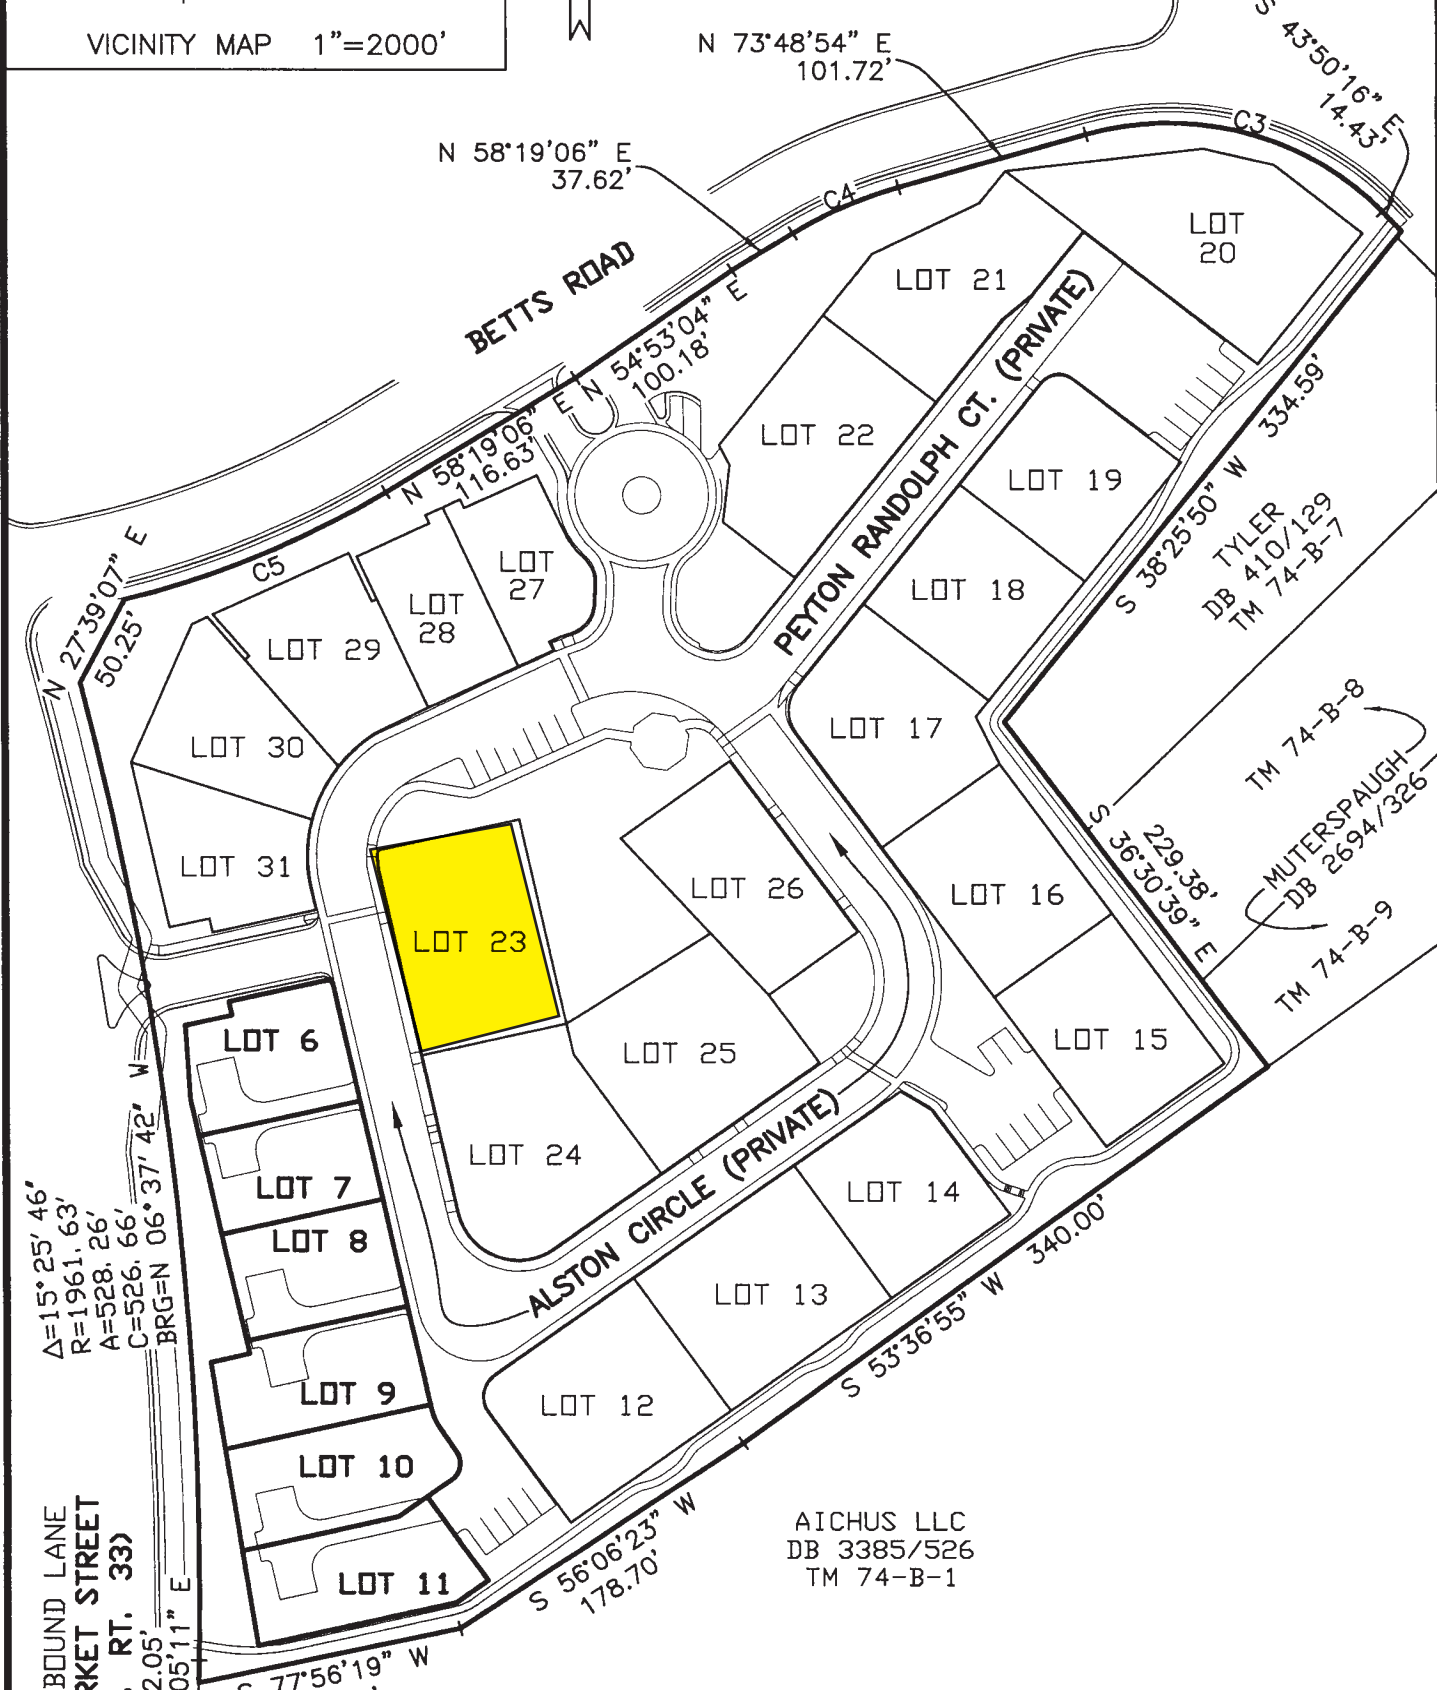 VICINITY MAP 1"=2000'
N 73°48'54" E
101.72'
S 43°50'16" E
14.43'
N 58°19'06" E
37.62'
C3
C4
LOT
20
BETTS ROAD
LOT 21
N 54°53'04" E
100.18'
N 58°19'06" E
116.63'
LOT 22
PEYTON RANDOLPH CT. (PRIVATE)
LOT 19
S 38°25'50" W 334.59'
TYLER
DB 410/129
TM 74-B-7
N 27°39'07" E
50.25'
C5
LOT
27
LOT
28
LOT 29
LOT 18
LOT 30
LOT 17
TM 74-B-8
MUTERSPAUGH
DB 2694/326
TM 74-B-9
229.38'
S 36°30'39" E
LOT 31
LOT 26
LOT 16
LOT 23
LOT 6
LOT 25
LOT 15
LOT 24
LOT 7
LOT 14
LOT 8
ALSTON CIRCLE (PRIVATE)
Δ=15°25'46"
R=1961.63'
A=528.26'
C=526.66'
BRG=N 06°37'42" W
S 53°36'55" W 340.00'
LOT 13
LOT 9
LOT 12
LOT 10
S 56°06'23" W
178.70'
AICHUS LLC
DB 3385/526
TM 74-B-1
LOT 11
BOUND LANE
RKET STREET
RT. 33)
2.05'
05'11" E
S 77°56'19" W